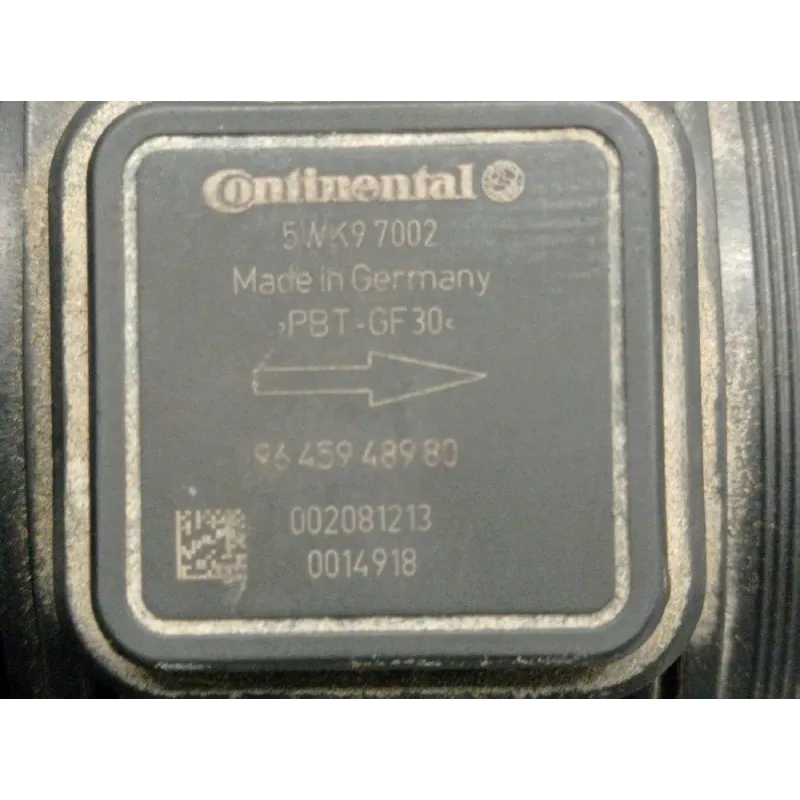 Continental
5WK9 7002
Made in Germany
›PBT-GF30‹
96 459 489 80
002081213
0014918